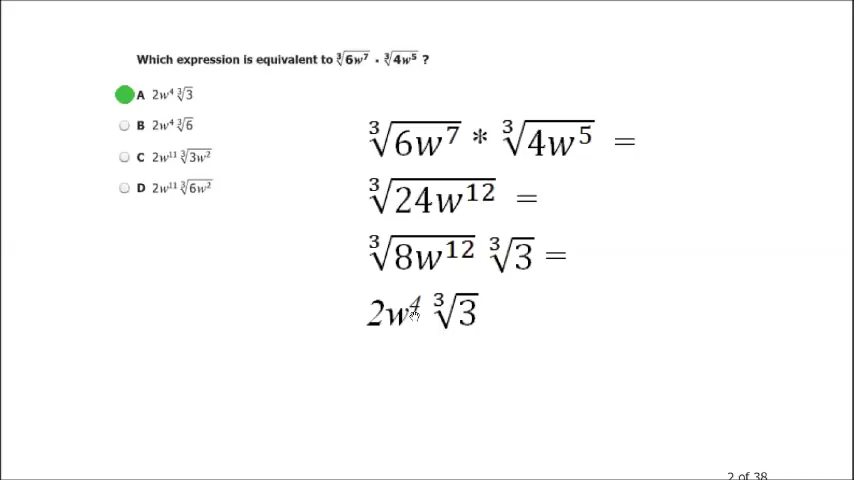 Which expression is equivalent to ∛6w⁷ · ∛4w⁵ ?
A 2w⁴ ∛3
B 2w⁴ ∛6
C 2w¹¹ ∛3w²
D 2w¹¹ ∛6w²
∛6w⁷ * ∛4w⁵ =
∛24w¹² =
∛8w¹² ∛3 =
2w⁴ ∛3
2 of 38